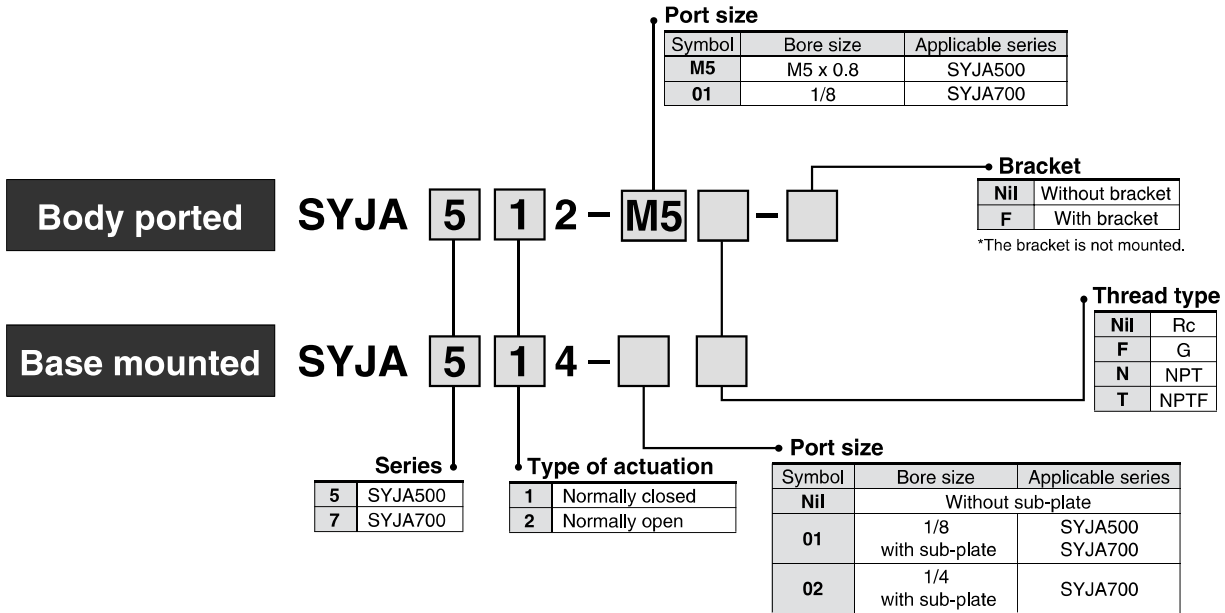 Port size
Symbol Bore size Applicable series
M5 M5 x 0.8 SYJA500
01 1/8 SYJA700
Bracket
Nil Without bracket
F With bracket
*The bracket is not mounted.
Body ported SYJA 5 1 2 – M5 –
Thread type
Nil Rc
F G
N NPT
T NPTF
Base mounted SYJA 5 1 4 –
Series
5 SYJA500
7 SYJA700
Type of actuation
1 Normally closed
2 Normally open
Port size
Symbol Bore size Applicable series
Nil Without sub-plate
01 1/8 with sub-plate SYJA500 SYJA700
02 1/4 with sub-plate SYJA700